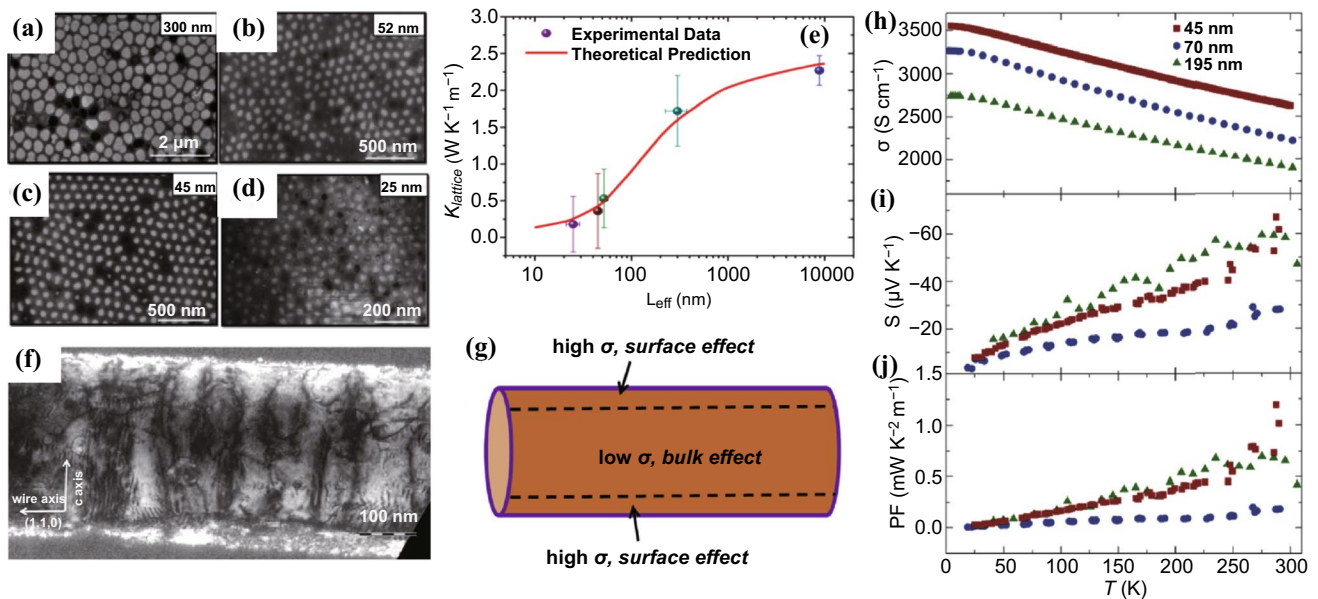 (a)
300 nm
2 µm
(b)
52 nm
500 nm
(c)
45 nm
500 nm
(d)
25 nm
200 nm
(e)
Experimental Data
Theoretical Prediction
K_lattice (W K⁻¹ m⁻¹)
3.0
2.5
2.0
1.5
1.0
0.5
0.0
10
100
1000
10000
L_eff (nm)
(f)
c axis
wire axis
(1,1,0)
100 nm
(g)
high σ, surface effect
low σ, bulk effect
high σ, surface effect
(h)
45 nm
70 nm
195 nm
σ (S cm⁻¹)
3500
3000
2500
2000
(i)
S (µV K⁻¹)
−60
−40
−20
(j)
PF (mW K⁻² m⁻¹)
1.5
1.0
0.5
0.0
0
50
100
150
200
250
300
T (K)